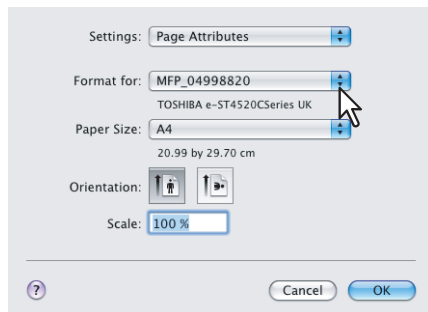 Settings: Page Attributes
Format for: MFP_04998820
TOSHIBA e-ST4520CSeries UK
Paper Size: A4
20.99 by 29.70 cm
Orientation:
Scale: 100 %
? Cancel OK